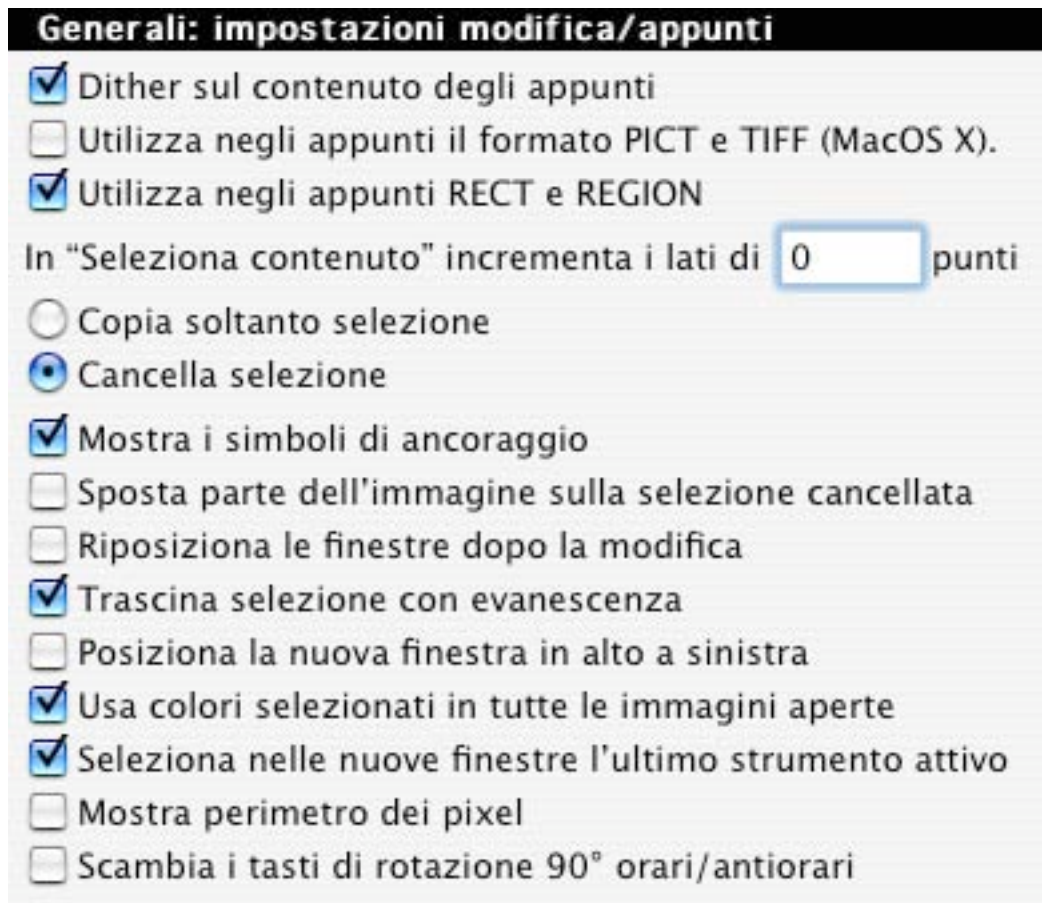 Generali: impostazioni modifica/appunti
Dither sul contenuto degli appunti
Utilizza negli appunti il formato PICT e TIFF (MacOS X).
Utilizza negli appunti RECT e REGION
In “Seleziona contenuto” incrementa i lati di 0 punti
Copia soltanto selezione
Cancella selezione
Mostra i simboli di ancoraggio
Sposta parte dell’immagine sulla selezione cancellata
Riposiziona le finestre dopo la modifica
Trascina selezione con evanescenza
Posiziona la nuova finestra in alto a sinistra
Usa colori selezionati in tutte le immagini aperte
Seleziona nelle nuove finestre l’ultimo strumento attivo
Mostra perimetro dei pixel
Scambia i tasti di rotazione 90° orari/antiorari